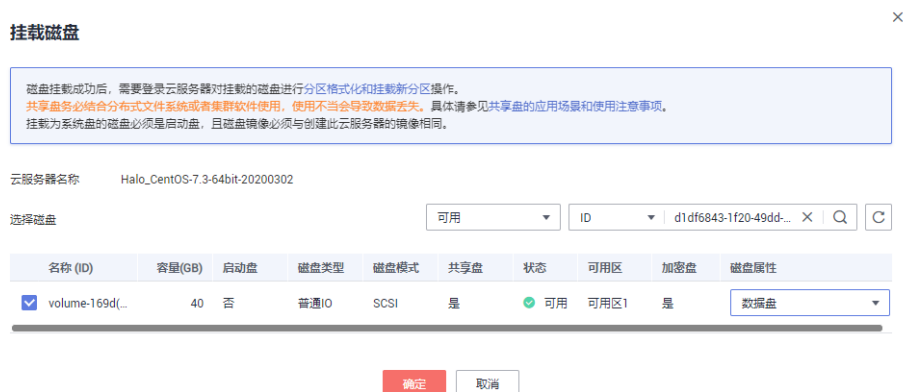 挂载磁盘
磁盘挂载成功后，需要登录云服务器对挂载的磁盘进行分区格式化和挂载新分区操作。
共享盘务必结合分布式文件系统或者集群软件使用，使用不当会导致数据丢失。具体请参见共享盘的应用场景和使用注意事项。
挂载为系统盘的磁盘必须是启动盘，且磁盘镜像必须与创建此云服务器的镜像相同。
云服务器名称 Halo_CentOS-7.3-64bit-20200302
选择磁盘 可用 ID d1df6843-1f20-49dd-...
名称 (ID) 容量(GB) 启动盘 磁盘类型 磁盘模式 共享盘 状态 可用区 加密盘 磁盘属性
volume-169d(... 40 否 普通IO SCSI 是 可用 可用区1 是 数据盘
确定 取消